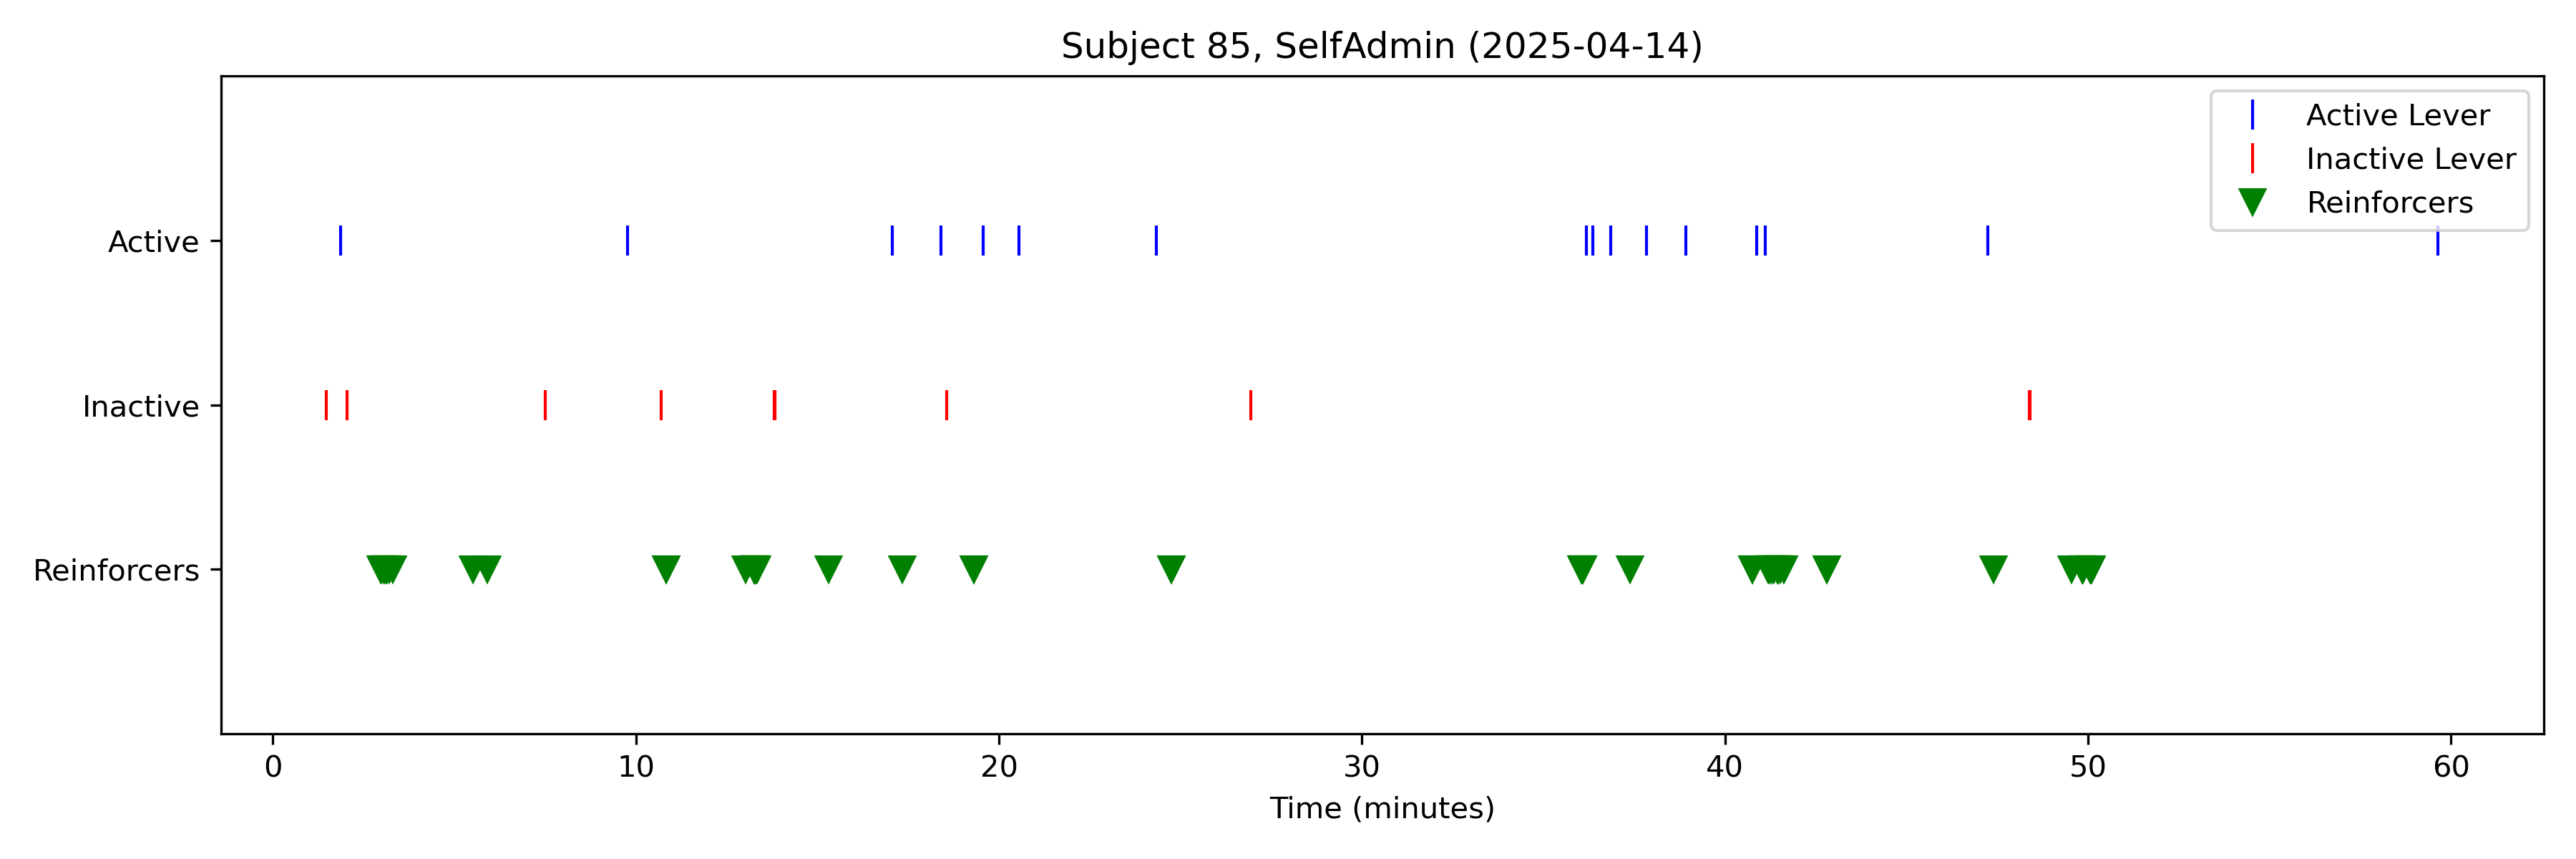 Subject 85, SelfAdmin (2025-04-14)
Active Lever
Inactive Lever
Reinforcers
Active
Inactive
Reinforcers
0 10 20 30 40 50 60
Time (minutes)